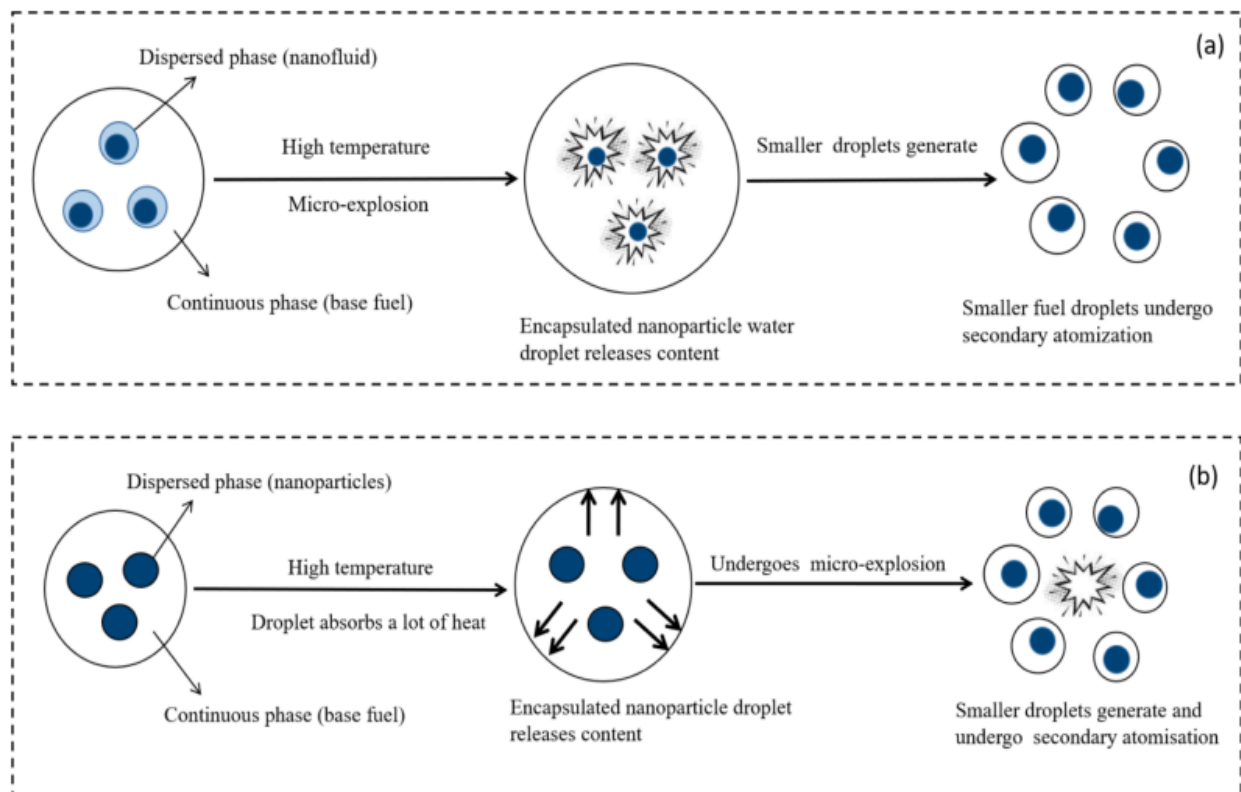 (a)
Dispersed phase (nanofluid)
High temperature
Micro-explosion
Smaller droplets generate
Continuous phase (base fuel)
Encapsulated nanoparticle water
droplet releases content
Smaller fuel droplets undergo
secondary atomization
(b)
Dispersed phase (nanoparticles)
High temperature
Droplet absorbs a lot of heat
Undergoes micro-explosion
Continuous phase (base fuel)
Encapsulated nanoparticle droplet
releases content
Smaller droplets generate and
undergo secondary atomisation